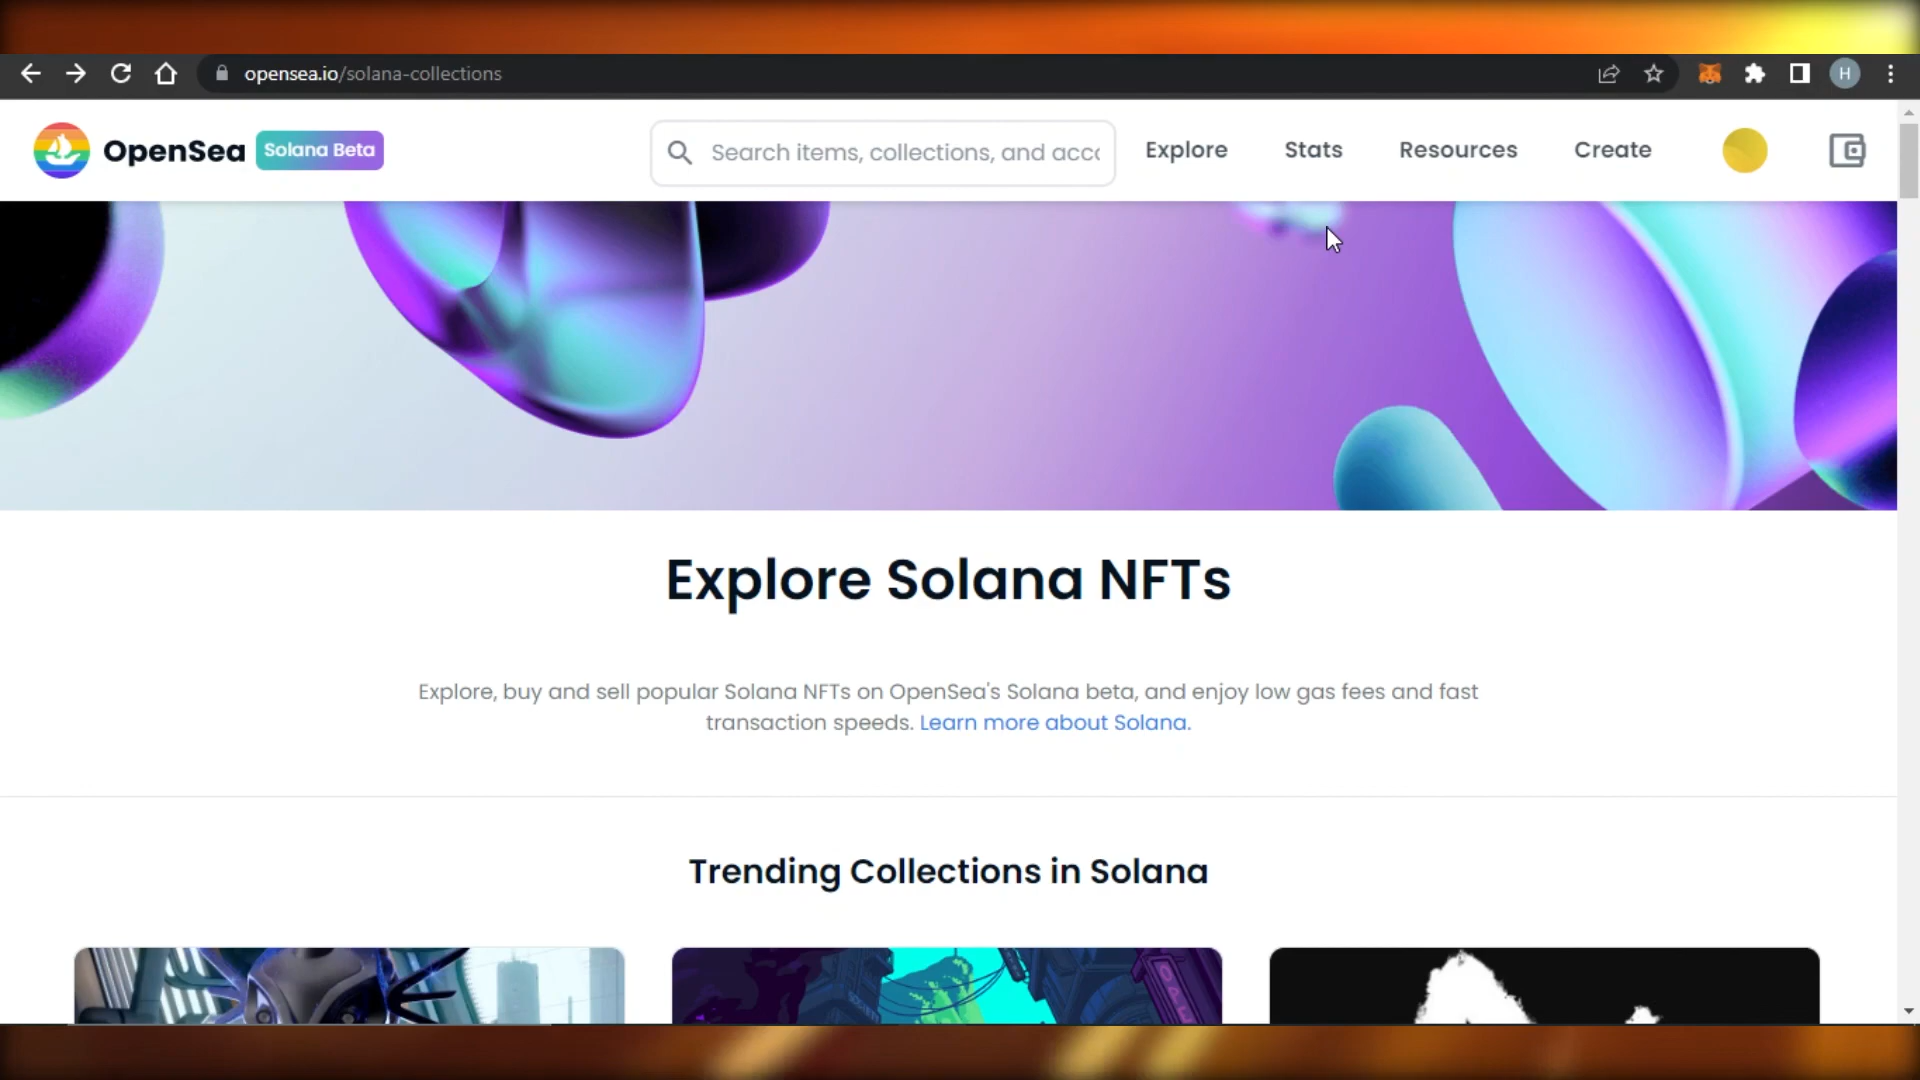 opensea.io/solana-collections
H
OpenSea
Solana Beta
Search items, collections, and acc
Explore
Stats
Resources
Create
Explore Solana NFTs
Explore, buy and sell popular Solana NFTs on OpenSea's Solana beta, and enjoy low gas fees and fast
transaction speeds. Learn more about Solana.
Trending Collections in Solana